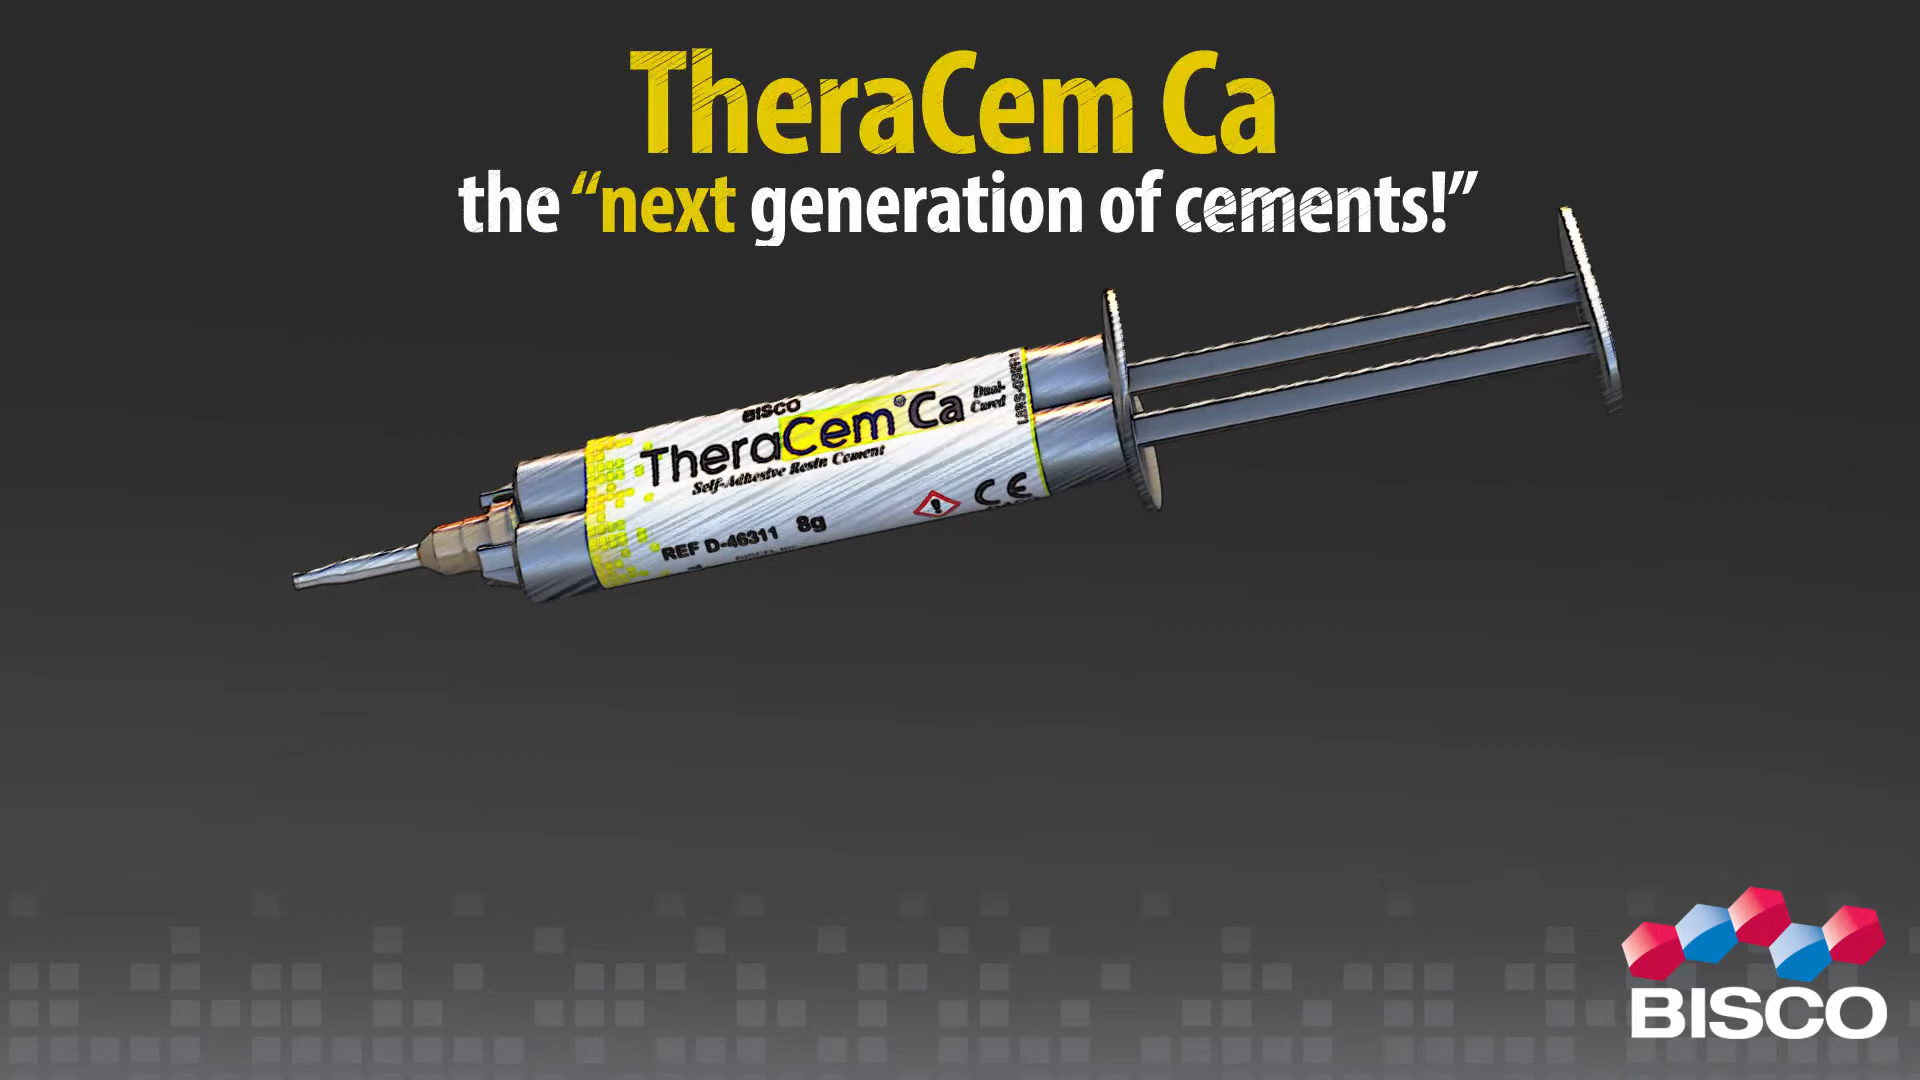 TheraCem Ca
the “next generation of cements!”
BISCO
TheraCem® Ca Dual-
Cured
Self-Adhesive Resin Cement
CE
REF D-46311 8g
BISCO